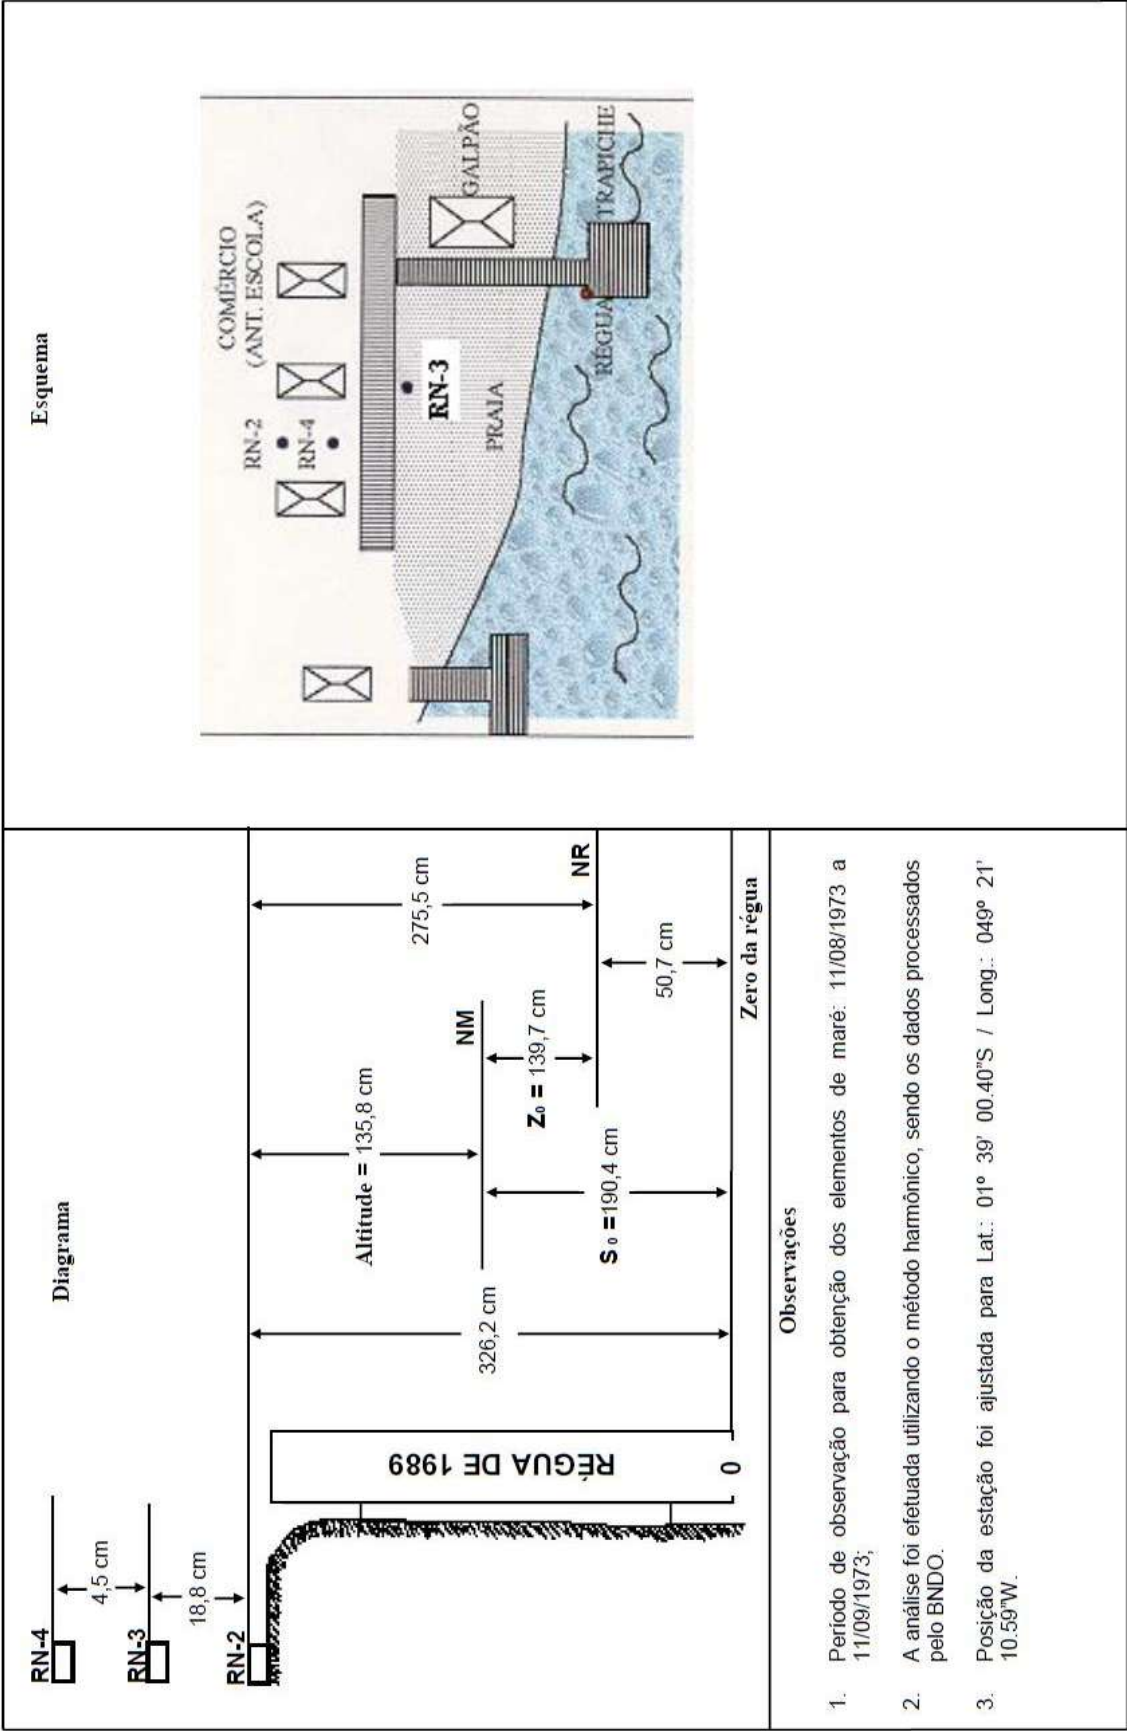 Diagrama
RN-4
4,5 cm
RN-3
18,8 cm
RN-2
RÉGUA DE 1989
0
326,2 cm
Altitude = 135,8 cm
NM
S₀ =190,4 cm
Z₀ = 139,7 cm
275,5 cm
NR
50,7 cm
Zero da régua
Observações
1. Período de observação para obtenção dos elementos de maré: 11/08/1973 a
11/09/1973;
2. A análise foi efetuada utilizando o método harmônico, sendo os dados processados
pelo BNDO.
3. Posição da estação foi ajustada para Lat.: 01º 39' 00.40"S / Long.: 049º 21'
10.59"W.
Esquema
COMÉRCIO
(ANT. ESCOLA)
RN-2
RN-4
RN-3
PRAIA
GALPÃO
RÉGUA
TRAPICHE